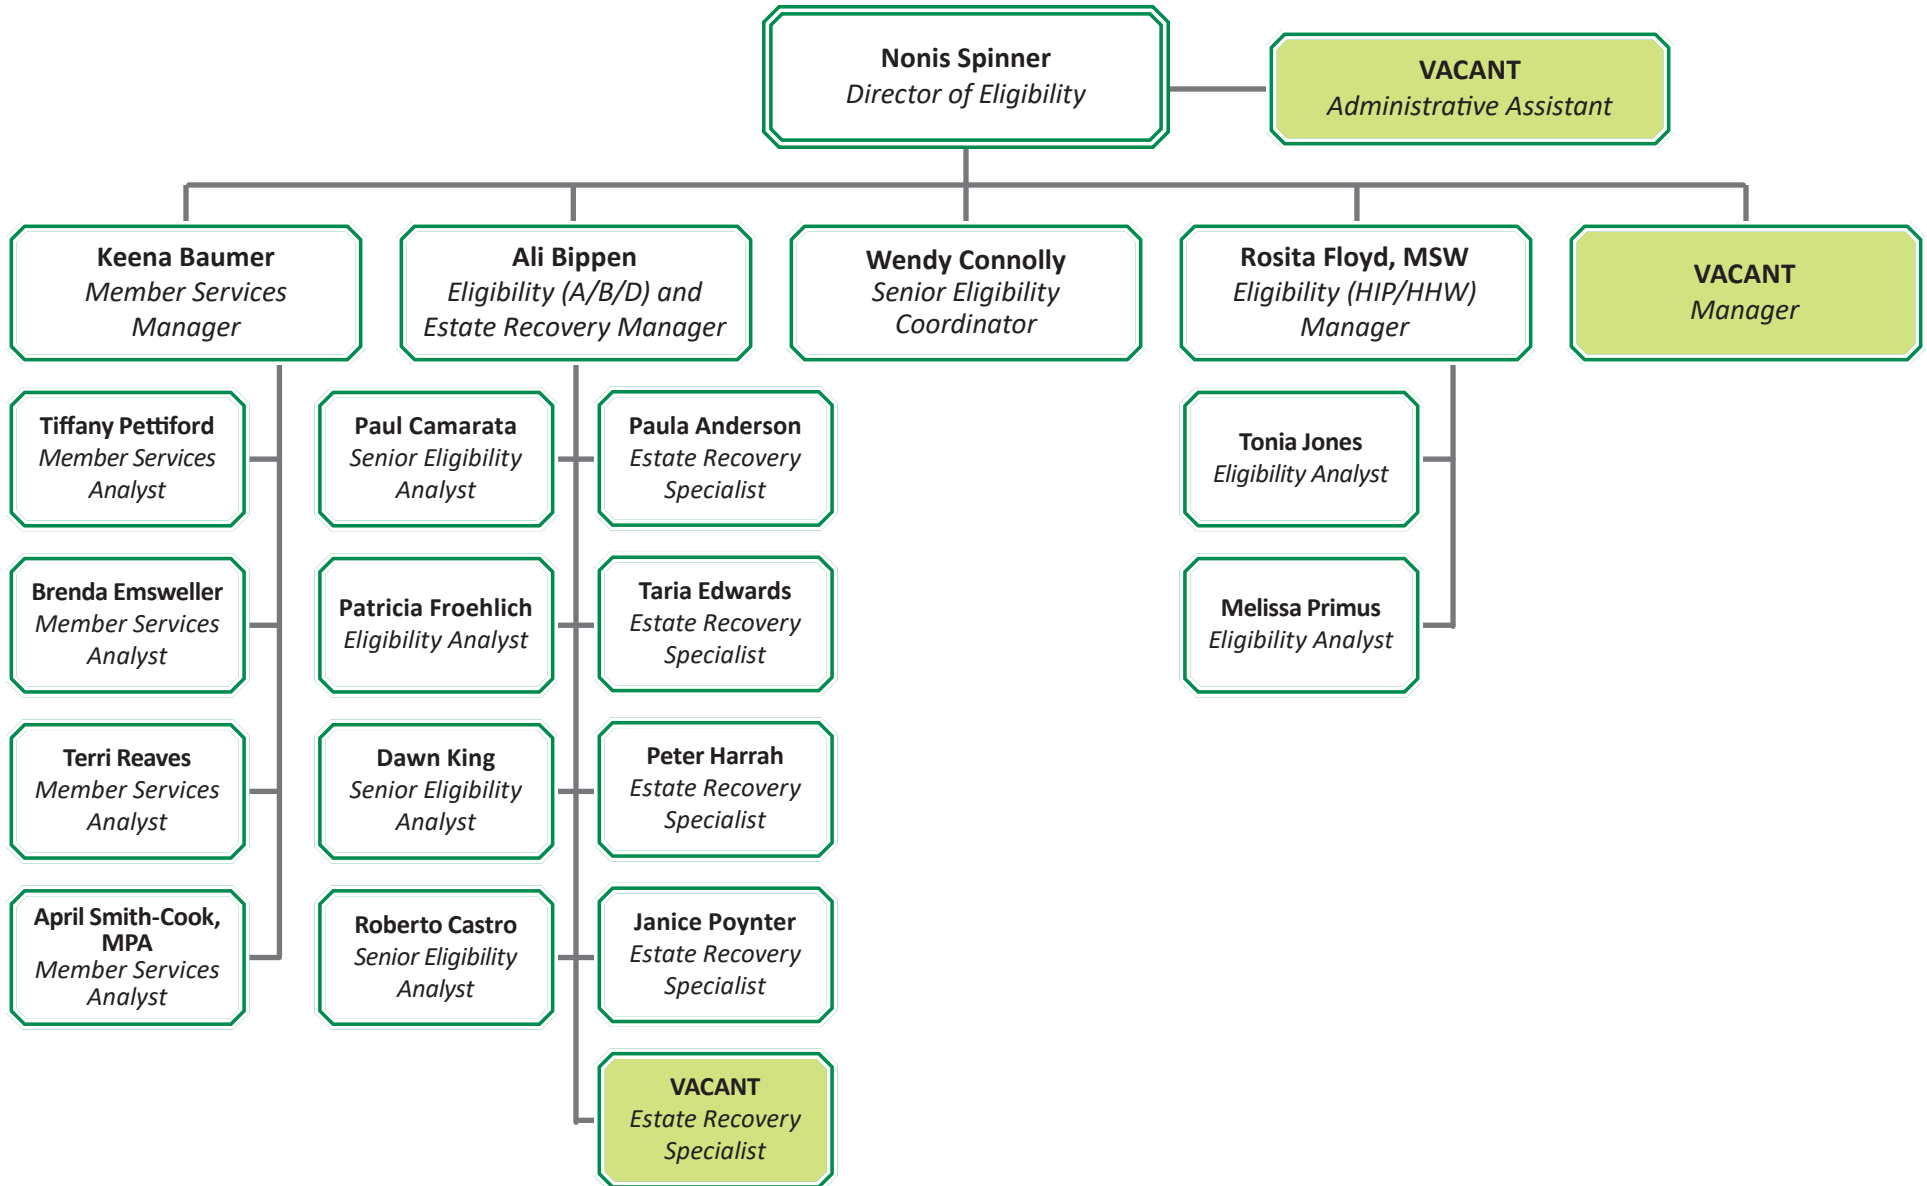 Nonis Spinner
Director of Eligibility
VACANT
Administrative Assistant
Keena Baumer
Member Services
Manager
Ali Bippen
Eligibility (A/B/D) and
Estate Recovery Manager
Wendy Connolly
Senior Eligibility
Coordinator
Rosita Floyd, MSW
Eligibility (HIP/HHW)
Manager
VACANT
Manager
Tiffany Pettiford
Member Services
Analyst
Paul Camarata
Senior Eligibility
Analyst
Paula Anderson
Estate Recovery
Specialist
Tonia Jones
Eligibility Analyst
Brenda Emsweller
Member Services
Analyst
Patricia Froehlich
Eligibility Analyst
Taria Edwards
Estate Recovery
Specialist
Melissa Primus
Eligibility Analyst
Terri Reaves
Member Services
Analyst
Dawn King
Senior Eligibility
Analyst
Peter Harrah
Estate Recovery
Specialist
April Smith-Cook,
MPA
Member Services
Analyst
Roberto Castro
Senior Eligibility
Analyst
Janice Poynter
Estate Recovery
Specialist
VACANT
Estate Recovery
Specialist